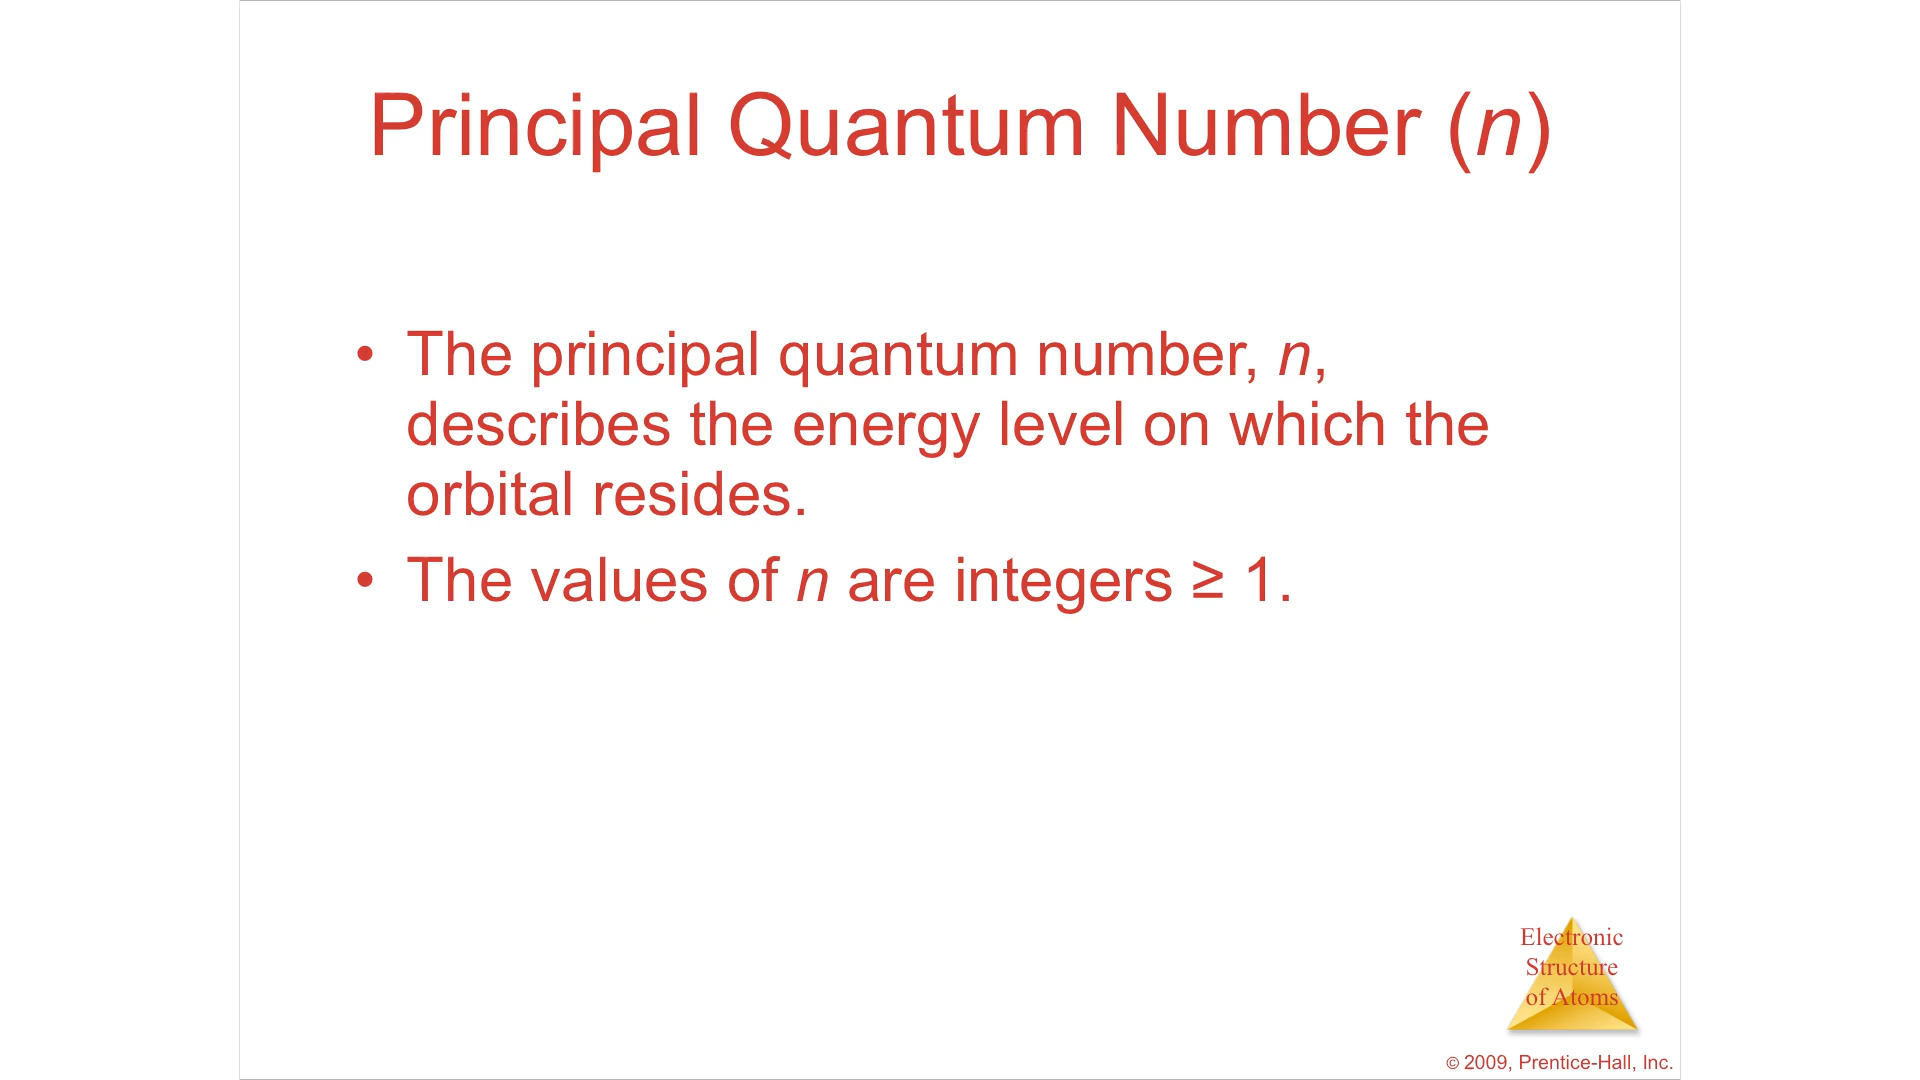 Principal Quantum Number (n)
• The principal quantum number, n,
describes the energy level on which the
orbital resides.
• The values of n are integers ≥ 1.
Electronic
Structure
of Atoms
© 2009, Prentice-Hall, Inc.